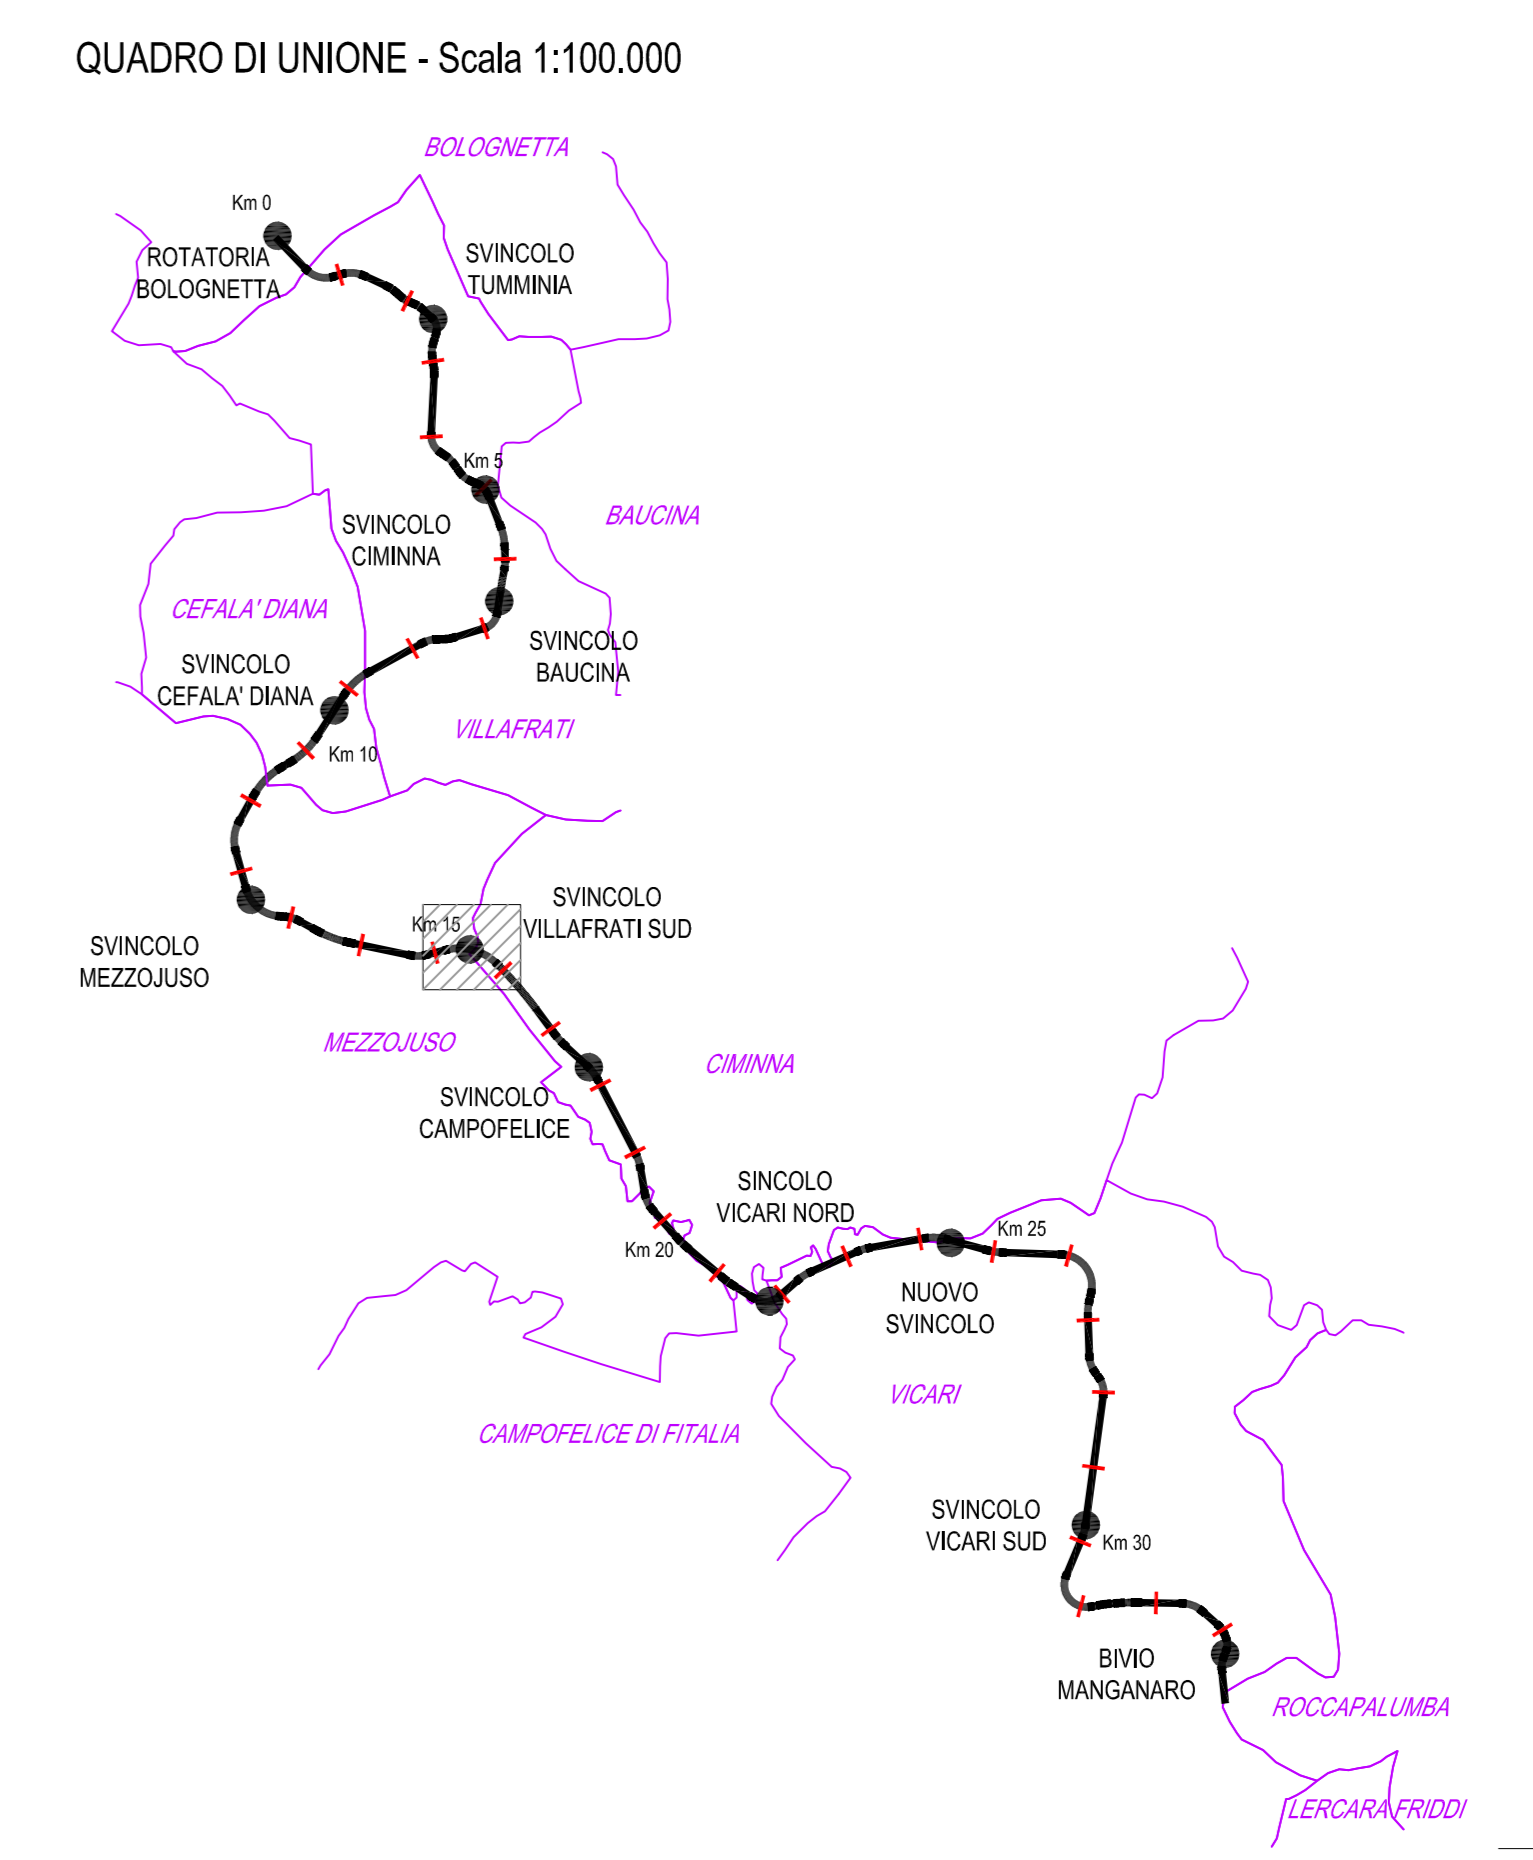 QUADRO DI UNIONE - Scala 1:100.000
BOLOGNETTA
Km 0
ROTATORIA
BOLOGNETTA
SVINCOLO
TUMMINIA
Km 5
BAUCINA
SVINCOLO
CIMINNA
CEFALA' DIANA
SVINCOLO
BAUCINA
SVINCOLO
CEFALA' DIANA
VILLAFRATI
Km 10
SVINCOLO
VILLAFRATI SUD
Km 15
SVINCOLO
MEZZOJUSO
MEZZOJUSO
CIMINNA
SVINCOLO
CAMPOFELICE
SINCOLO
VICARI NORD
Km 20
Km 25
NUOVO
SVINCOLO
VICARI
CAMPOFELICE DI FITALIA
SVINCOLO
VICARI SUD
Km 30
BIVIO
MANGANARO
ROCCAPALUMBA
LERCARA FRIDDI